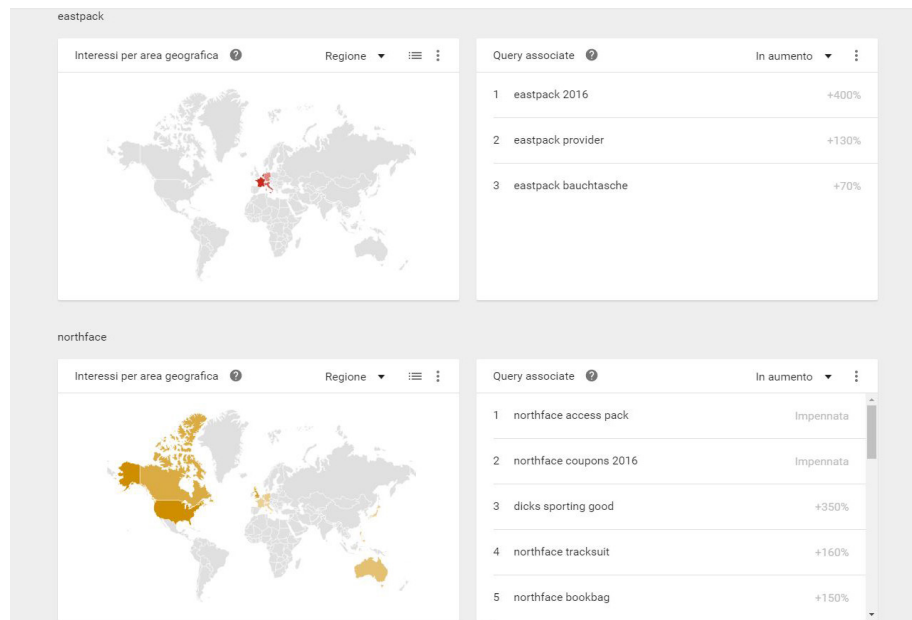 eastpack
Interessi per area geografica ? Regione
Query associate ? In aumento
1 eastpack 2016 +400%
2 eastpack provider +130%
3 eastpack bauchtasche +70%
northface
Interessi per area geografica ? Regione
Query associate ? In aumento
1 northface access pack Impennata
2 northface coupons 2016 Impennata
3 dicks sporting good +350%
4 northface tracksuit +160%
5 northface bookbag +150%